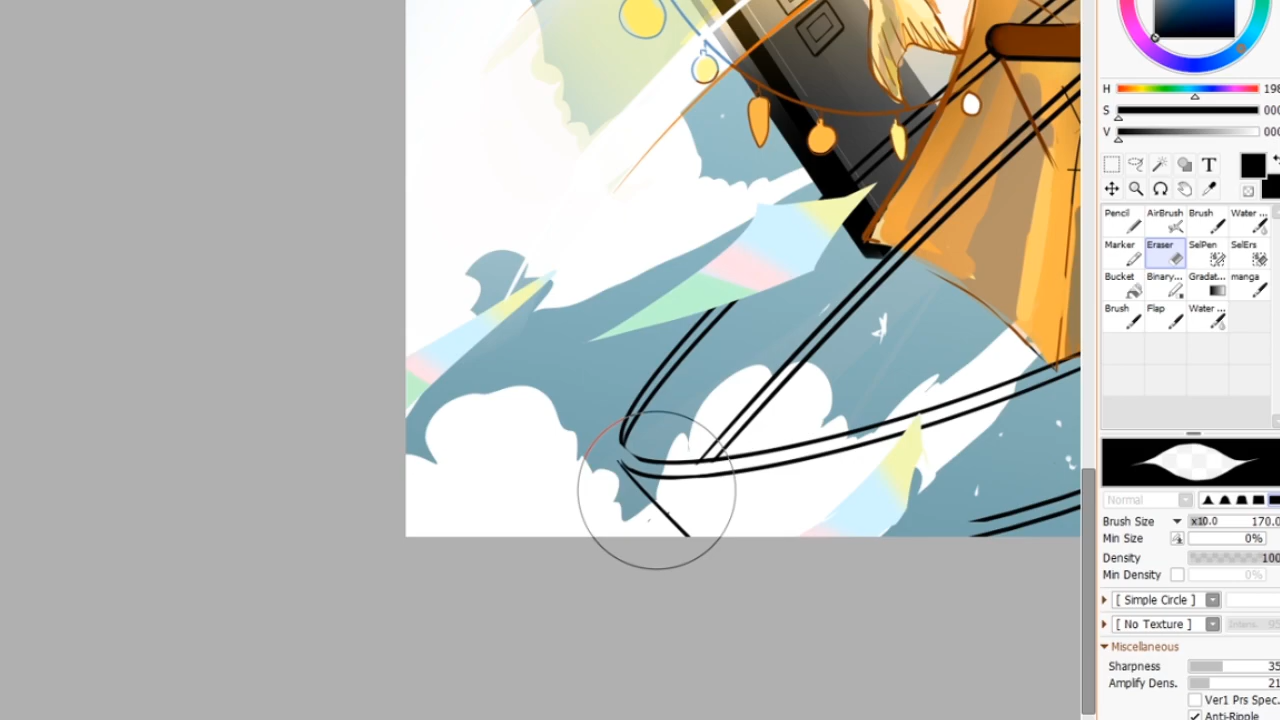 H 198
S 000
V 000
T
Pencil AirBrush Brush Water ...
Marker Eraser SelPen SelErs
Bucket Binary... Gradat... manga
Brush Flap Water ...
Normal
Brush Size x10.0 170.0
Min Size 0%
Density 100
Min Density 0%
[ Simple Circle ]
[ No Texture ] Intens. 95
Miscellaneous
Sharpness 35
Amplify Dens. 21
Ver1 Prs Spec.
Anti-Ripple